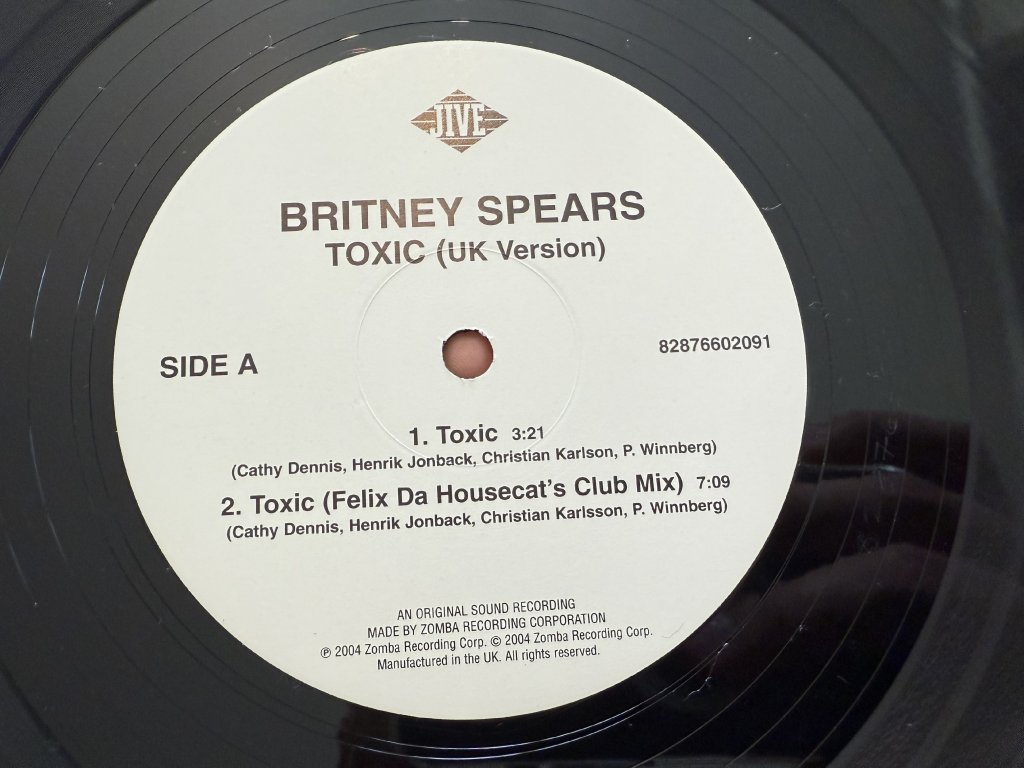 JIVE
BRITNEY SPEARS
TOXIC (UK Version)
SIDE A
82876602091
1. Toxic 3:21
(Cathy Dennis, Henrik Jonback, Christian Karlson, P. Winnberg)
2. Toxic (Felix Da Housecat's Club Mix) 7:09
(Cathy Dennis, Henrik Jonback, Christian Karlsson, P. Winnberg)
AN ORIGINAL SOUND RECORDING
MADE BY ZOMBA RECORDING CORPORATION
℗ 2004 Zomba Recording Corp. © 2004 Zomba Recording Corp.
Manufactured in the UK. All rights reserved.